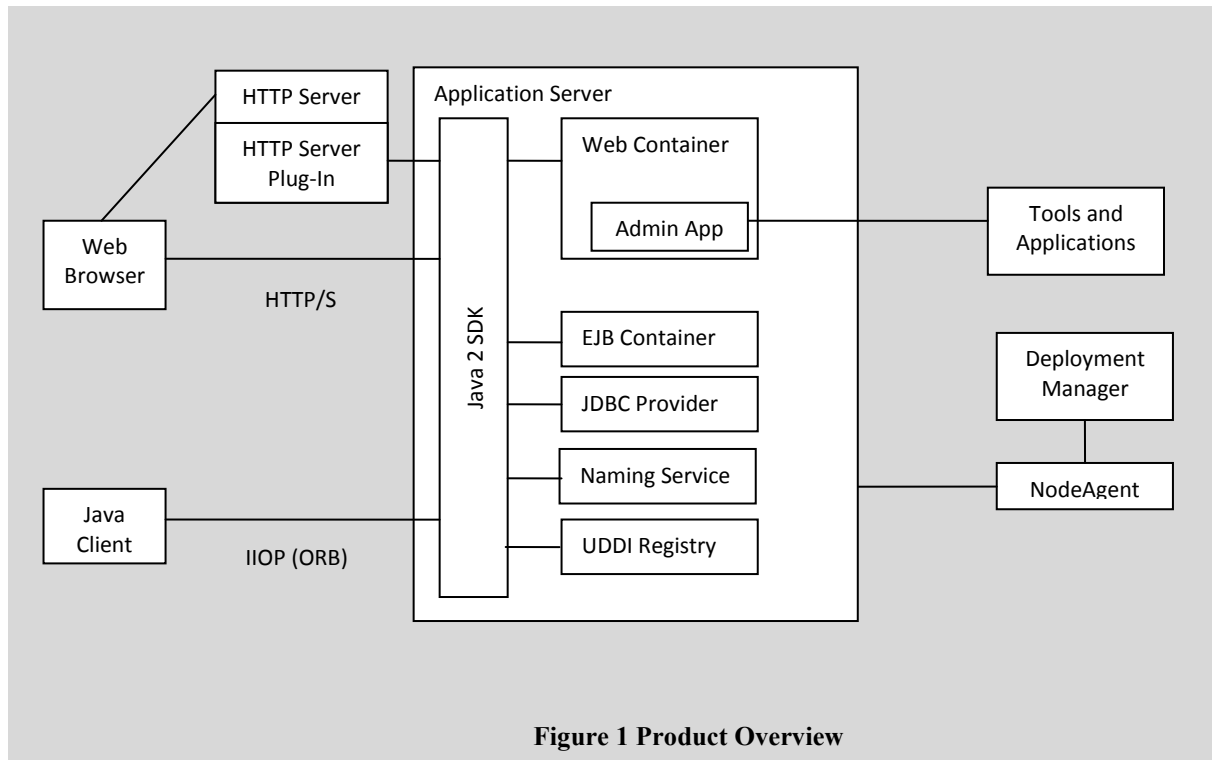 HTTP Server
HTTP Server
Plug-In
Web
Browser
HTTP/S
Java
Client
IIOP (ORB)
Application Server
Java 2 SDK
Web Container
Admin App
EJB Container
JDBC Provider
Naming Service
UDDI Registry
Tools and
Applications
Deployment
Manager
NodeAgent
Figure 1 Product Overview